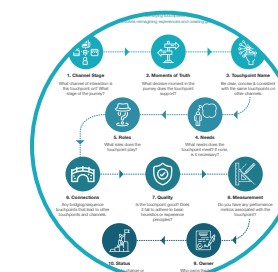 1. Channel Stage
What channel of interaction is
this touchpoint on? What
stage of the journey?
2. Moments of Truth
What decisive moment in the
journey does the touchpoint
support?
3. Touchpoint Name
Be clear, concise & consistent
with the same touchpoints on
other channels.
5. Roles
What roles does the
touchpoint play?
4. Needs
What needs does the
touchpoint need? If none,
is it necessary?
6. Connections
Any bridging/sequence
touchpoints that lead to other
touchpoints and channels.
7. Quality
Is the touchpoint good? Does
it fail to adhere to basic
heuristics or experience
principles?
8. Measurement
Do you have any performance
metrics associated with the
touchpoint?
10. Status
9. Owner